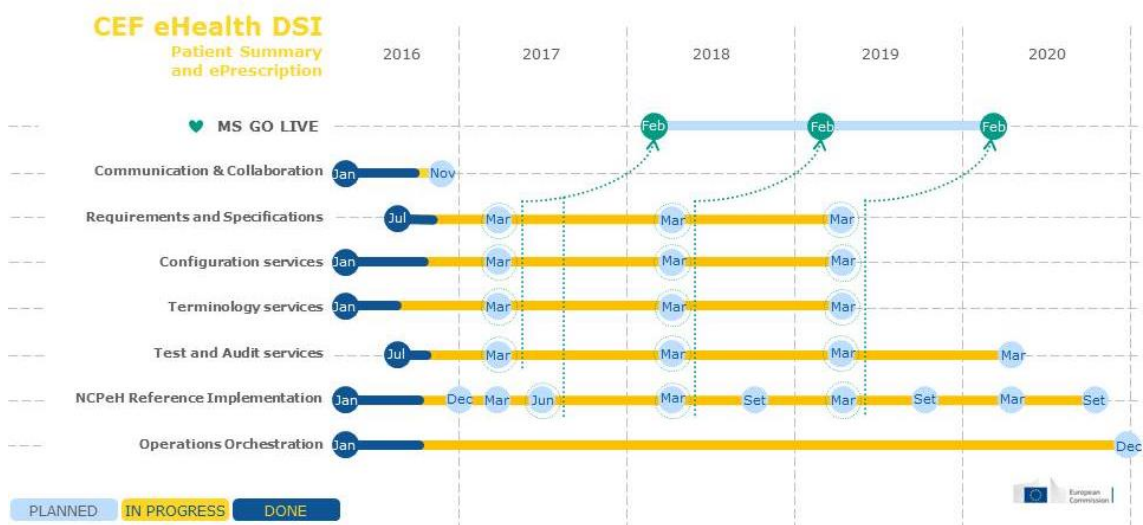 CEF eHealth DSI
Patient Summary
and ePrescription
2016 2017 2018 2019 2020
MS GO LIVE Feb Feb Feb
Communication & Collaboration Jan Nov
Requirements and Specifications Jul Mar Mar Mar
Configuration services Jan Mar Mar Mar
Terminology services Jan Mar Mar Mar
Test and Audit services Jul Mar Mar Mar Mar
NCPeH Reference Implementation Jan Dec Mar Jun Mar Set Mar Set Mar Set
Operations Orchestration Jan Dec
European
Commission
PLANNED IN PROGRESS DONE